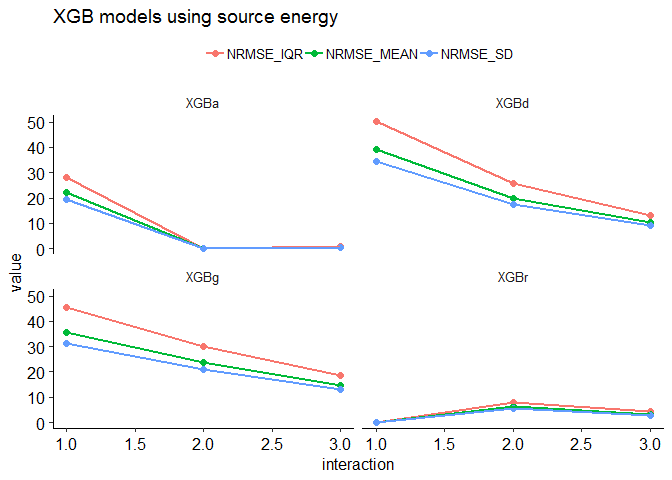 XGB models using source energy
NRMSE_IQR NRMSE_MEAN NRMSE_SD
XGBa XGBd
50
40
30
20
10
0
XGBg XGBr
50
40
30
20
10
0
value
1.0 1.5 2.0 2.5 3.0 1.0 1.5 2.0 2.5 3.0
interaction